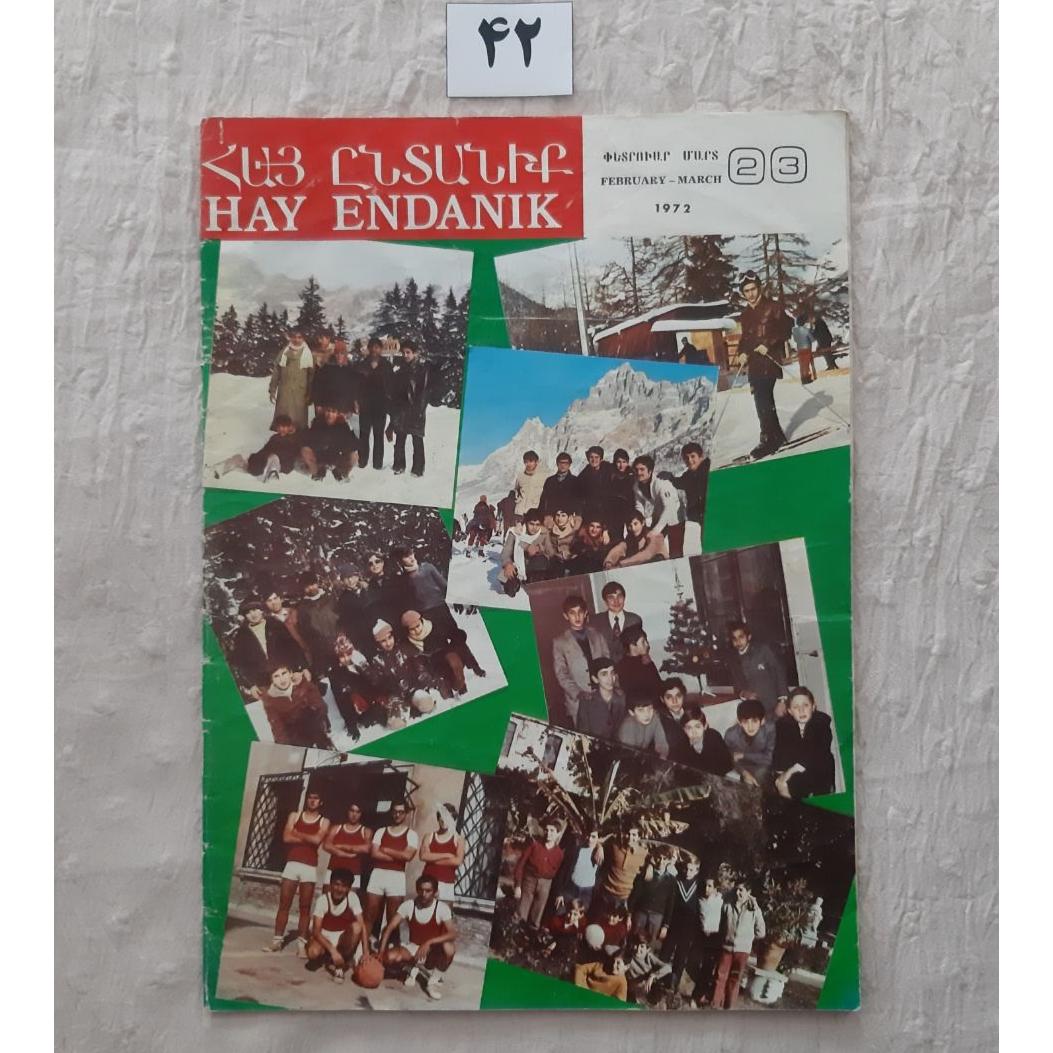 ۴۲
ՀԱՅ ԸՆՏԱՆԻՔ
HAY ENDANIK
ՓԵՏՐՈՒԱՐ ՄԱՐՏ
FEBRUARY – MARCH 2 3
1972